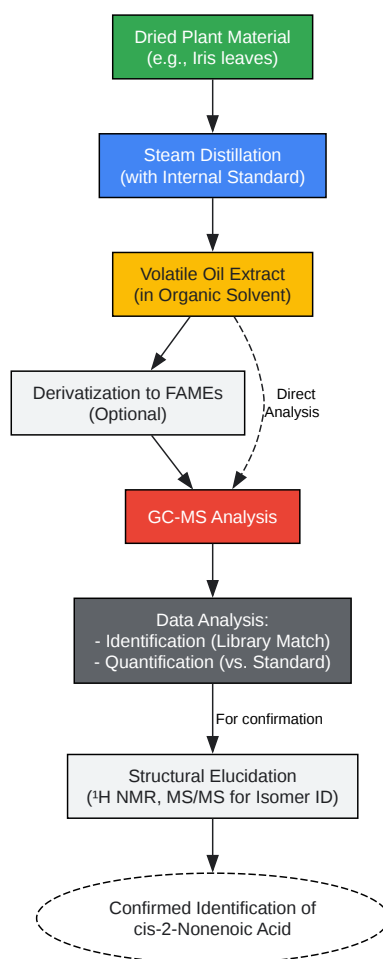 Dried Plant Material
(e.g., Iris leaves)
Steam Distillation
(with Internal Standard)
Volatile Oil Extract
(in Organic Solvent)
Derivatization to FAMEs
(Optional)
Direct
Analysis
GC-MS Analysis
Data Analysis:
- Identification (Library Match)
- Quantification (vs. Standard)
For confirmation
Structural Elucidation
(¹H NMR, MS/MS for Isomer ID)
Confirmed Identification of
cis-2-Nonenoic Acid